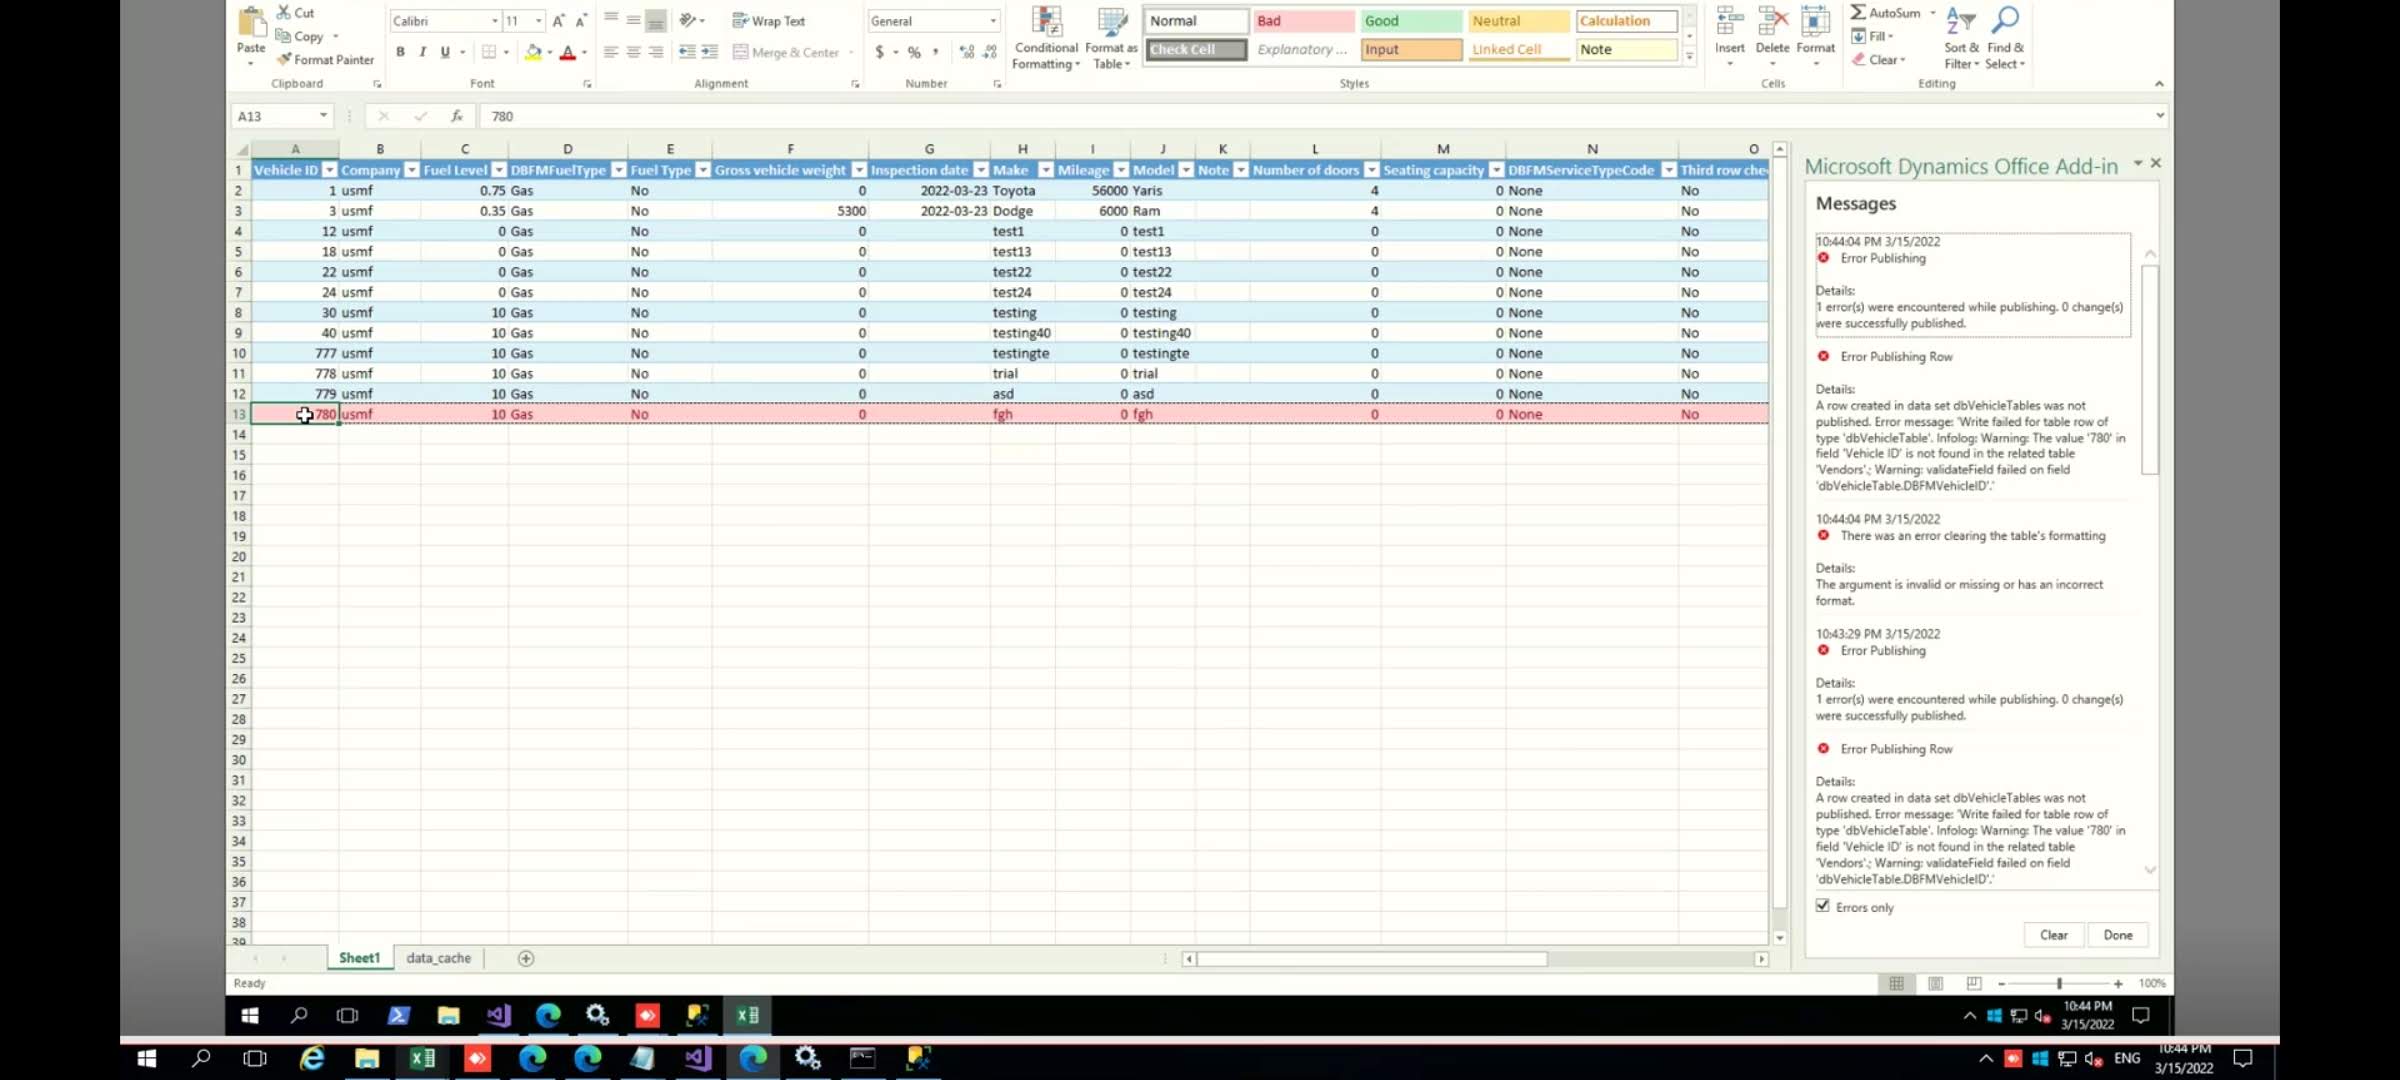 Cut
Calibri 11 A A Wrap Text General Normal Bad Good Neutral Calculation AutoSum
Copy
Paste Format Painter B I U A Merge & Center $ % , Conditional Formatting Format as Table Check Cell Explanatory ... Input Linked Cell Note Insert Delete Format Fill Clear Sort & Filter Find & Select
Clipboard Font Alignment Number Styles Cells Editing
A13 fx 780
A B C D E F G H I J K L M N O
1 Vehicle ID Company Fuel Level DBFMFuelType Fuel Type Gross vehicle weight Inspection date Make Mileage Model Note Number of doors Seating capacity DBFMServiceTypeCode Third row che
2 1 usmf 0.75 Gas No 0 2022-03-23 Toyota 56000 Yaris 4 0 None No
3 3 usmf 0.35 Gas No 5300 2022-03-23 Dodge 6000 Ram 4 0 None No
4 12 usmf 0 Gas No 0 test1 0 test1 0 0 None No
5 18 usmf 0 Gas No 0 test13 0 test13 0 0 None No
6 22 usmf 0 Gas No 0 test22 0 test22 0 0 None No
7 24 usmf 0 Gas No 0 test24 0 test24 0 0 None No
8 30 usmf 10 Gas No 0 testing 0 testing 0 0 None No
9 40 usmf 10 Gas No 0 testing40 0 testing40 0 0 None No
10 777 usmf 10 Gas No 0 testingte 0 testingte 0 0 None No
11 778 usmf 10 Gas No 0 trial 0 trial 0 0 None No
12 779 usmf 10 Gas No 0 asd 0 asd 0 0 None No
13 780 usmf 10 Gas No 0 fgh 0 fgh 0 0 None No
14
15
16
17
18
19
20
21
22
23
24
25
26
27
28
29
30
31
32
33
34
35
36
37
38
39
Microsoft Dynamics Office Add-in
Messages
10:44:04 PM 3/15/2022
Error Publishing
Details:
1 error(s) were encountered while publishing. 0 change(s)
were successfully published.
Error Publishing Row
Details:
A row created in data set dbVehicleTables was not
published. Error message: 'Write failed for table row of
type 'dbVehicleTable'. Infolog: Warning: The value '780' in
field 'Vehicle ID' is not found in the related table
'Vendors'.; Warning: validateField failed on field
'dbVehicleTable.DBFMVehicleID'.'
10:44:04 PM 3/15/2022
There was an error clearing the table's formatting
Details:
The argument is invalid or missing or has an incorrect
format.
10:43:29 PM 3/15/2022
Error Publishing
Details:
1 error(s) were encountered while publishing. 0 change(s)
were successfully published.
Error Publishing Row
Details:
A row created in data set dbVehicleTables was not
published. Error message: 'Write failed for table row of
type 'dbVehicleTable'. Infolog: Warning: The value '780' in
field 'Vehicle ID' is not found in the related table
'Vendors'.; Warning: validateField failed on field
'dbVehicleTable.DBFMVehicleID'.'
Errors only
Clear Done
Sheet1 data_cache
Ready 100%
10:44 PM
3/15/2022
ENG
10:44 PM
3/15/2022